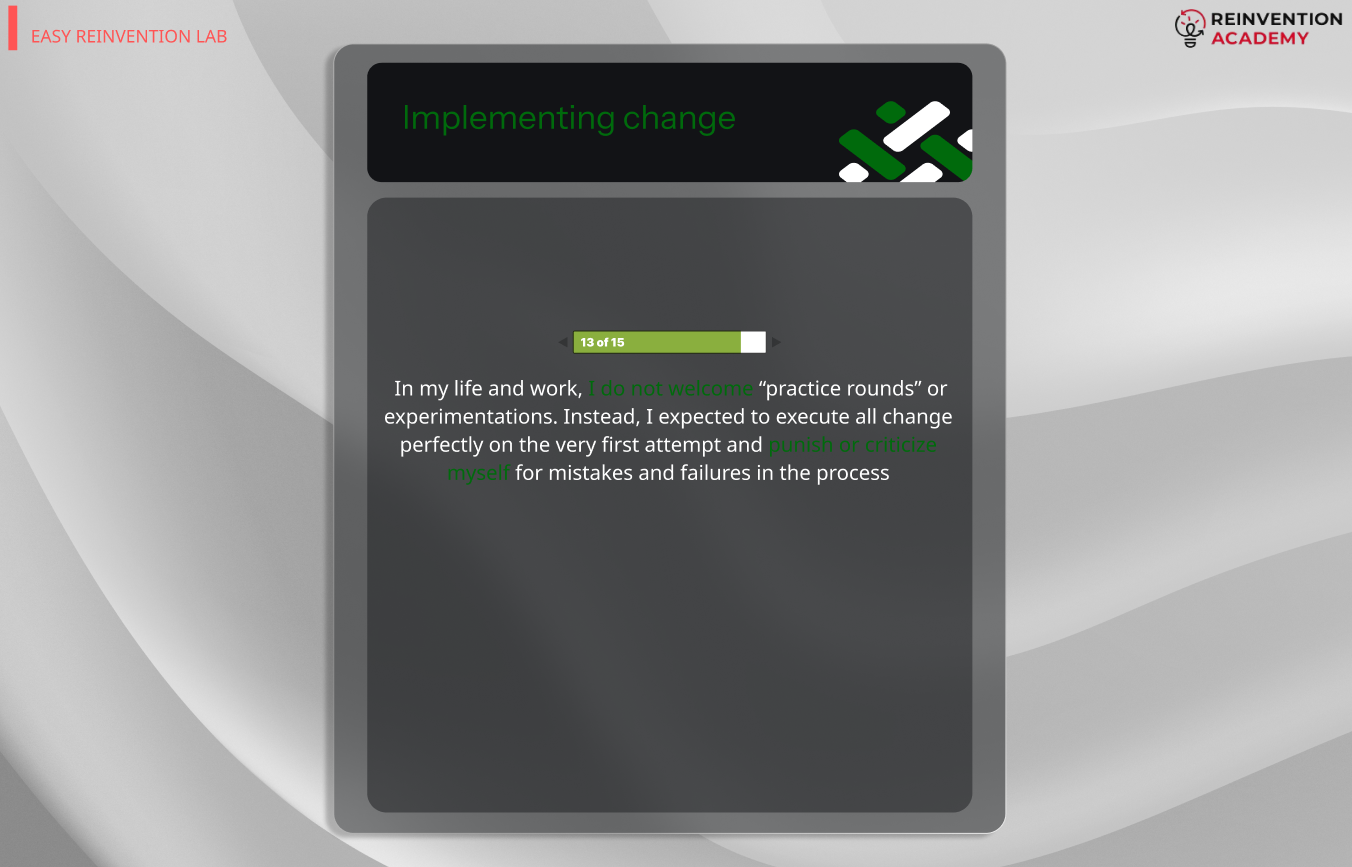 EASY REINVENTION LAB
REINVENTION
ACADEMY
Implementing change
13 of 15
In my life and work, I do not welcome “practice rounds” or
experimentations. Instead, I expected to execute all change
perfectly on the very first attempt and punish or criticize
myself for mistakes and failures in the process